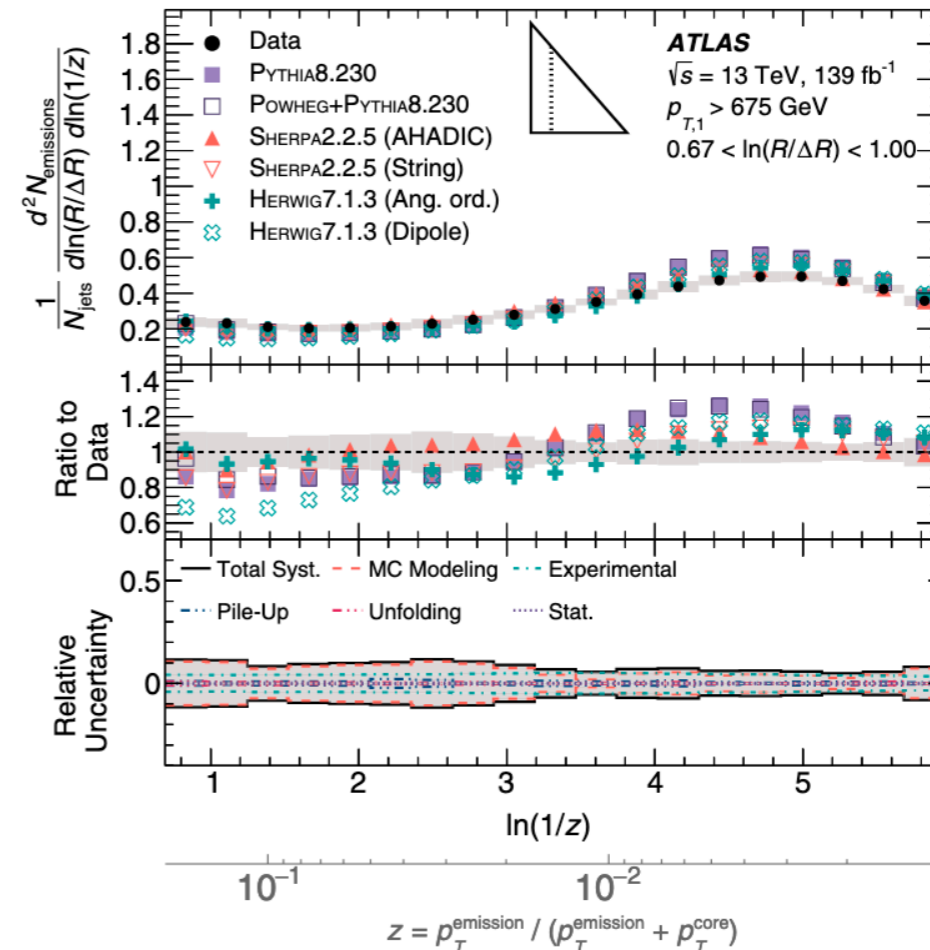 1/N_jets d²N_emissions / dln(R/ΔR) dln(1/z)
1.8
1.6
1.4
1.2
1
0.8
0.6
0.4
0.2
Data
PYTHIA8.230
POWHEG+PYTHIA8.230
SHERPA2.2.5 (AHADIC)
SHERPA2.2.5 (String)
HERWIG7.1.3 (Ang. ord.)
HERWIG7.1.3 (Dipole)
ATLAS
√s = 13 TeV, 139 fb⁻¹
p_T,1 > 675 GeV
0.67 < ln(R/ΔR) < 1.00
Ratio to
Data
1.4
1.2
1
0.8
0.6
Relative
Uncertainty
0.5
0
Total Syst. MC Modeling Experimental
Pile-Up Unfolding Stat.
1 2 3 4 5
ln(1/z)
10⁻¹ 10⁻²
z = p_T^emission / (p_T^emission + p_T^core)